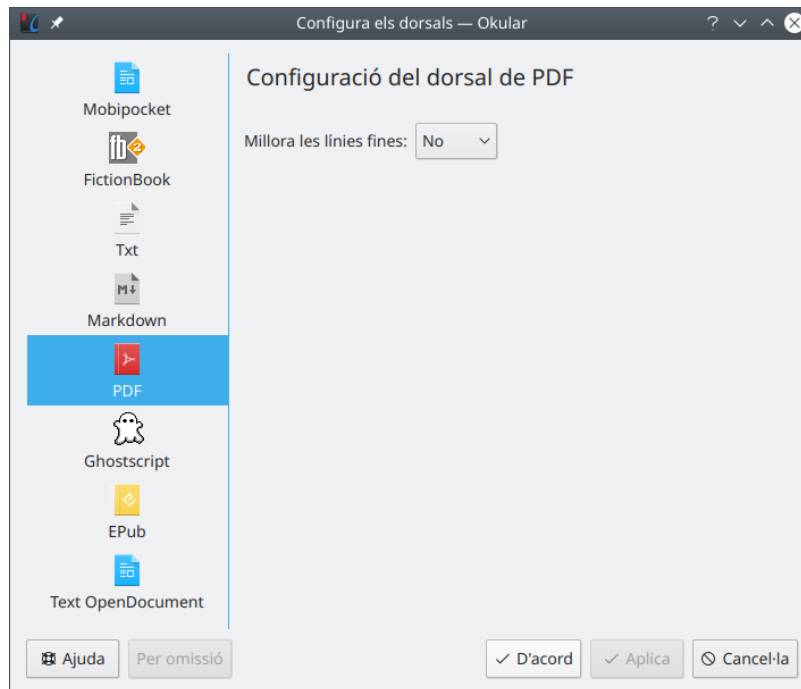 Configura els dorsals — Okular
Mobipocket
FictionBook
Txt
Markdown
PDF
Ghostscript
EPub
Text OpenDocument
Configuració del dorsal de PDF
Millora les línies fines: No
Ajuda
Per omissió
D'acord
Aplica
Cancel·la